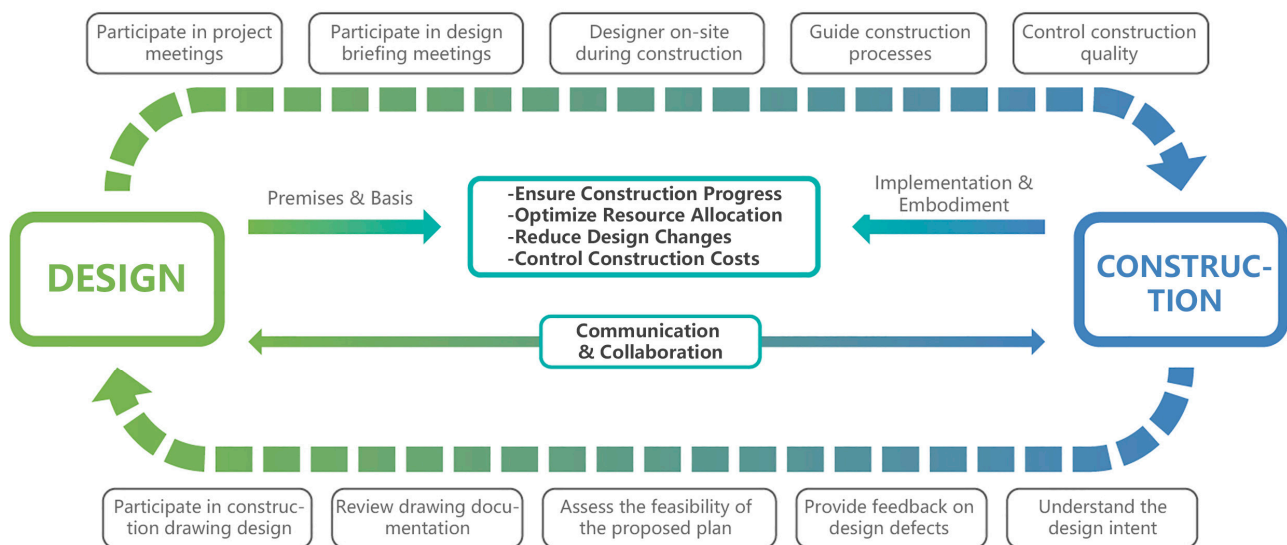 Participate in project
meetings
Participate in design
briefing meetings
Designer on-site
during construction
Guide construction
processes
Control construction
quality
Premises & Basis
-Ensure Construction Progress
-Optimize Resource Allocation
-Reduce Design Changes
-Control Construction Costs
Implementation &
Embodiment
DESIGN
CONSTRUC-
TION
Communication
& Collaboration
Participate in construc-
tion drawing design
Review drawing docu-
mentation
Assess the feasibility of
the proposed plan
Provide feedback on
design defects
Understand the
design intent